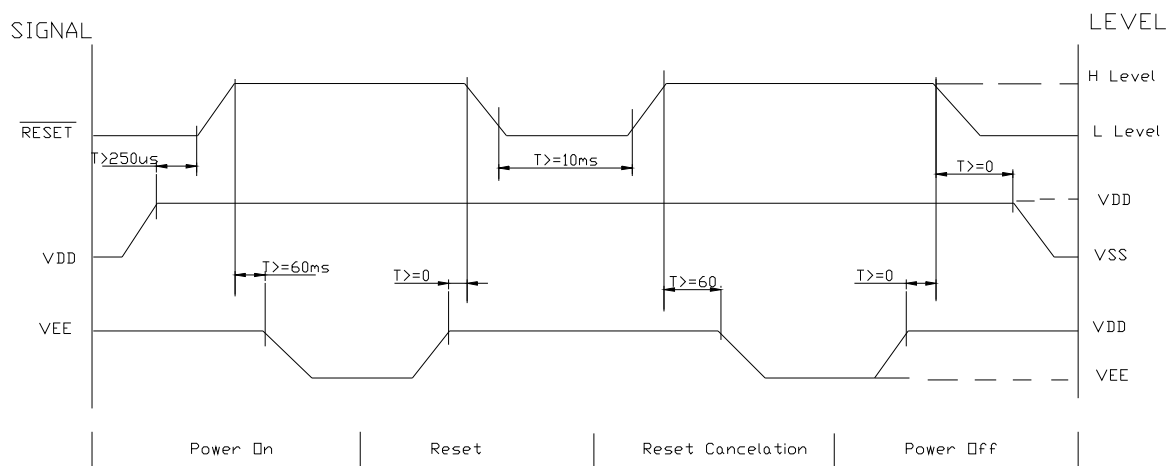 SIGNAL
LEVEL
H Level
RESET
L Level
T>250us
T>=10ms
T>=0
VDD
VDD
VSS
T>=60ms
T>=0
T>=60.
T>=0
VEE
VDD
VEE
Power On
Reset
Reset Cancelation
Power Off